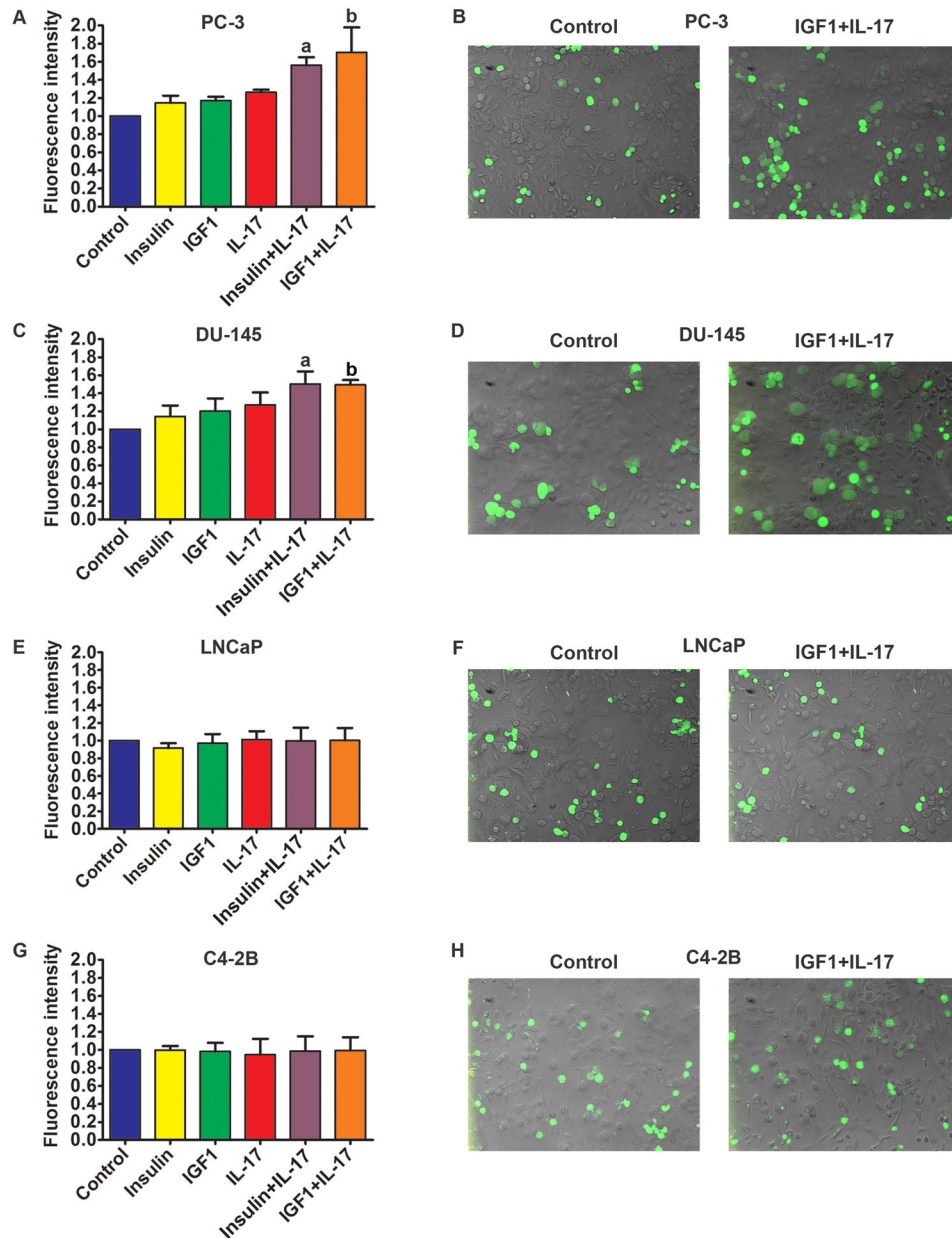 A
PC-3
Fluorescence intensity
2.0
1.8
1.6
1.4
1.2
1.0
0.8
0.6
0.4
0.2
0.0
a
b
Control
Insulin
IGF1
IL-17
Insulin+IL-17
IGF1+IL-17
B
Control
PC-3
IGF1+IL-17
C
DU-145
Fluorescence intensity
2.0
1.8
1.6
1.4
1.2
1.0
0.8
0.6
0.4
0.2
0.0
a
b
Control
Insulin
IGF1
IL-17
Insulin+IL-17
IGF1+IL-17
D
Control
DU-145
IGF1+IL-17
E
LNCaP
Fluorescence intensity
2.0
1.8
1.6
1.4
1.2
1.0
0.8
0.6
0.4
0.2
0.0
Control
Insulin
IGF1
IL-17
Insulin+IL-17
IGF1+IL-17
F
Control
LNCaP
IGF1+IL-17
G
C4-2B
Fluorescence intensity
2.0
1.8
1.6
1.4
1.2
1.0
0.8
0.6
0.4
0.2
0.0
Control
Insulin
IGF1
IL-17
Insulin+IL-17
IGF1+IL-17
H
Control
C4-2B
IGF1+IL-17